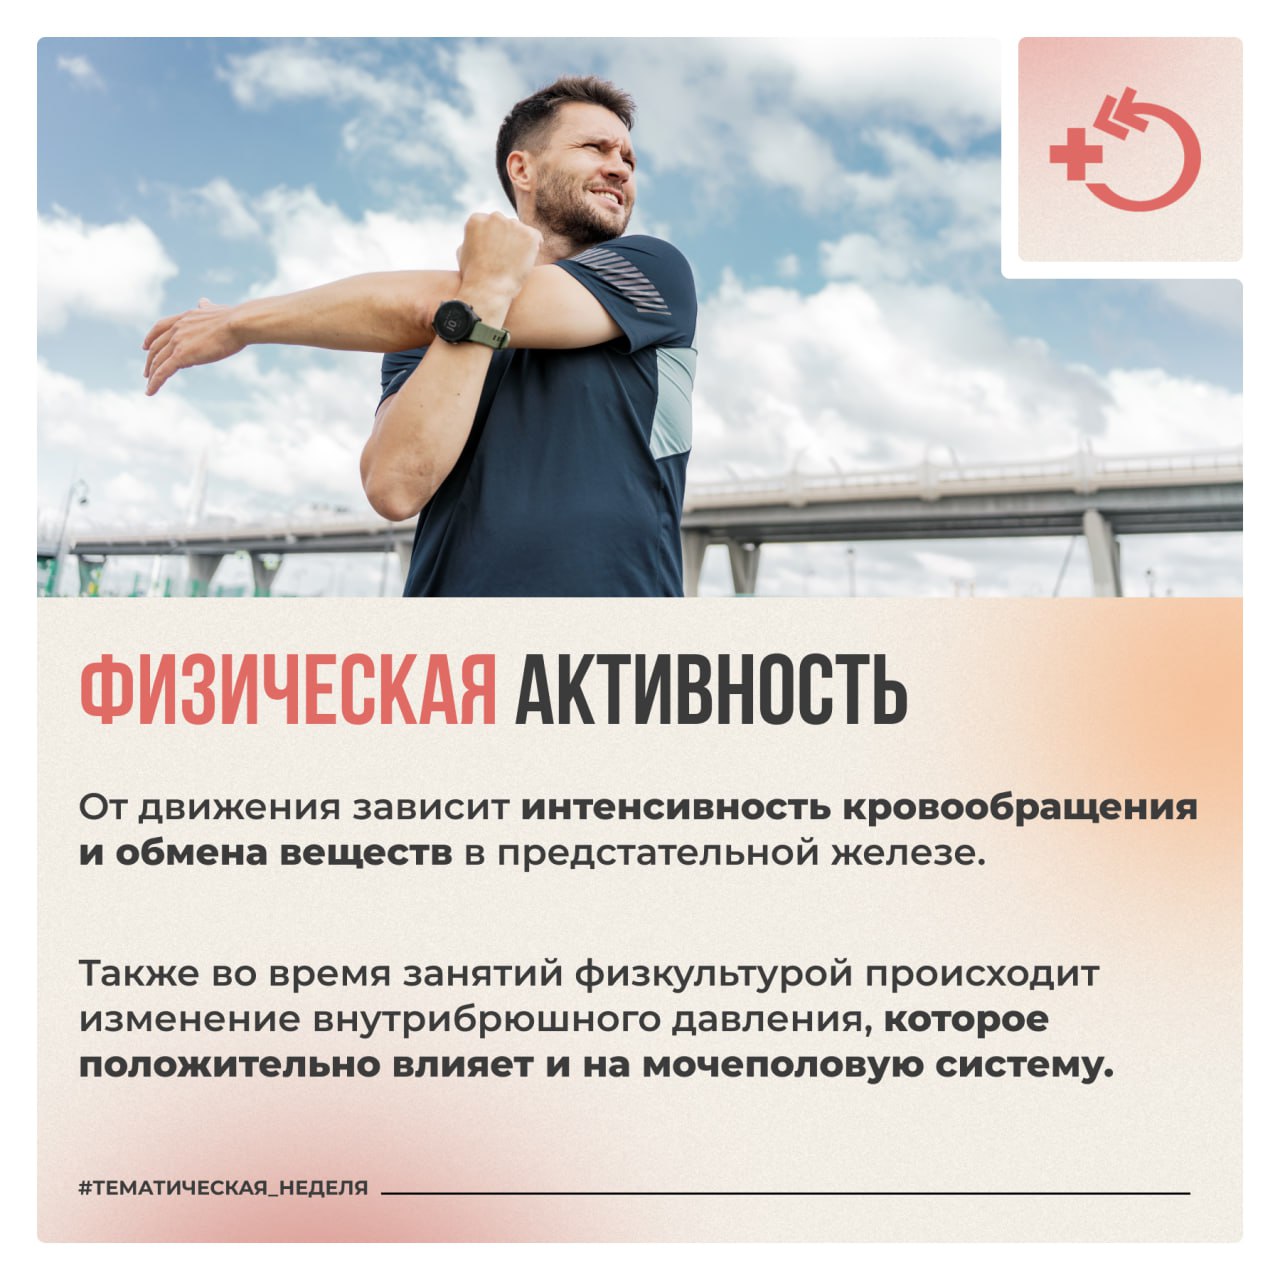 ФИЗИЧЕСКАЯ АКТИВНОСТЬ
От движения зависит интенсивность кровообращения
и обмена веществ в предстательной железе.
Также во время занятий физкультурой происходит
изменение внутрибрюшного давления, которое
положительно влияет и на мочеполовую систему.
#ТЕМАТИЧЕСКАЯ_НЕДЕЛЯ